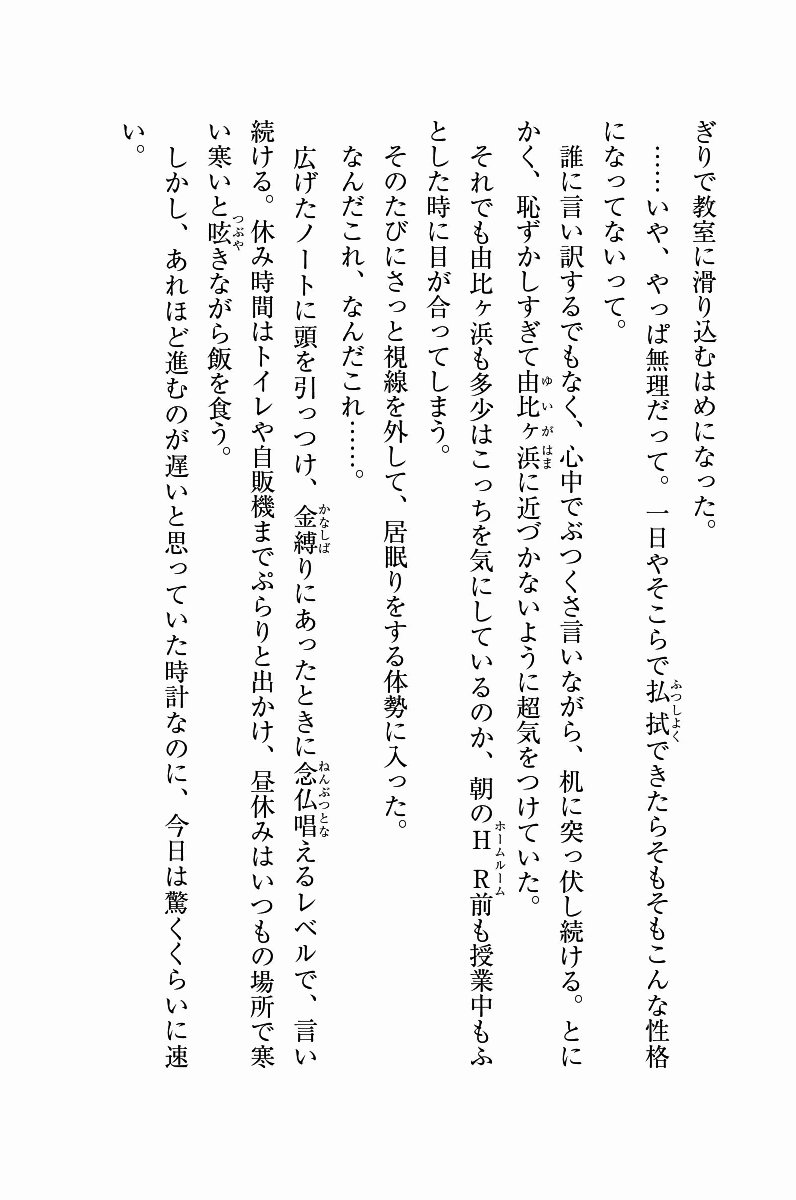 ぎりで教室に滑り込むはめになった。
……いや、やっぱ無理だって。一日やそこらで払拭できたらそもそもこんな性格
になってないって。
誰に言い訳するでもなく、心中でぶつくさ言いながら、机に突っ伏し続ける。とに
かく、恥ずかしすぎて由比ヶ浜に近づかないように超気をつけていた。
それでも由比ヶ浜も多少はこっちを気にしているのか、朝のＨＲ前も授業中もふ
とした時に目が合ってしまう。
そのたびにさっと視線を外して、居眠りをする体勢に入った。
なんだこれ、なんだこれ……。
広げたノートに頭を引っつけ、金縛りにあったときに念仏唱えるレベルで、言い
続ける。休み時間はトイレや自販機までぷらりと出かけ、昼休みはいつもの場所で寒
い寒いと呟きながら飯を食う。
しかし、あれほど進むのが遅いと思っていた時計なのに、今日は驚くくらいに速
い。